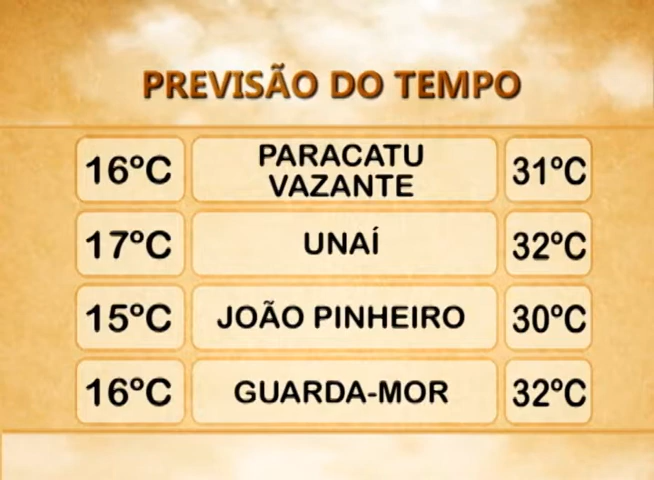 PREVISÃO DO TEMPO
16ºC PARACATU VAZANTE 31ºC
17ºC UNAÍ 32ºC
15ºC JOÃO PINHEIRO 30ºC
16ºC GUARDA-MOR 32ºC